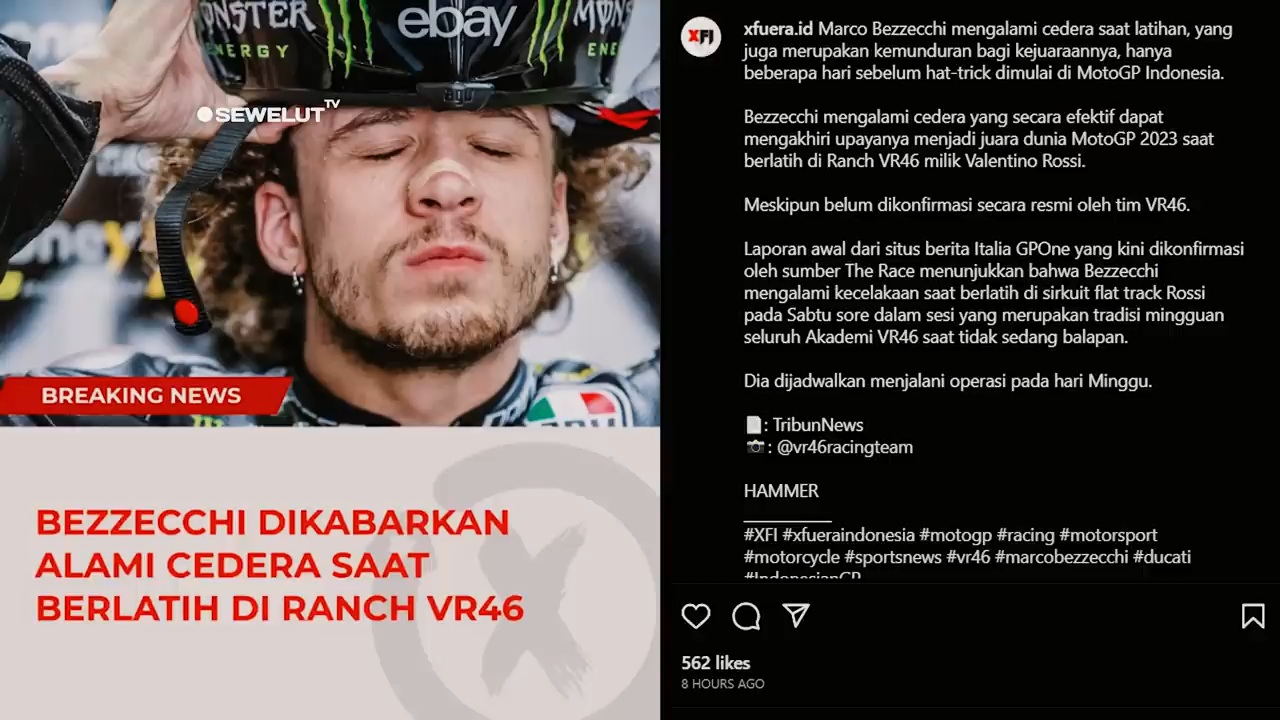 MONSTER
ENERGY
ebay
MONS
ENE
AGV
SEWELUT TV
BREAKING NEWS
BEZZECCHI DIKABARKAN
ALAMI CEDERA SAAT
BERLATIH DI RANCH VR46
XFI
xfuera.id Marco Bezzecchi mengalami cedera saat latihan, yang
juga merupakan kemunduran bagi kejuaraannya, hanya
beberapa hari sebelum hat-trick dimulai di MotoGP Indonesia.
Bezzecchi mengalami cedera yang secara efektif dapat
mengakhiri upayanya menjadi juara dunia MotoGP 2023 saat
berlatih di Ranch VR46 milik Valentino Rossi.
Meskipun belum dikonfirmasi secara resmi oleh tim VR46.
Laporan awal dari situs berita Italia GPOne yang kini dikonfirmasi
oleh sumber The Race menunjukkan bahwa Bezzecchi
mengalami kecelakaan saat berlatih di sirkuit flat track Rossi
pada Sabtu sore dalam sesi yang merupakan tradisi mingguan
seluruh Akademi VR46 saat tidak sedang balapan.
Dia dijadwalkan menjalani operasi pada hari Minggu.
: TribunNews
: @vr46racingteam
HAMMER
#XFI #xfueraindonesia #motogp #racing #motorsport
#motorcycle #sportsnews #vr46 #marcobezzecchi #ducati
#IndonesianGP
562 likes
8 HOURS AGO